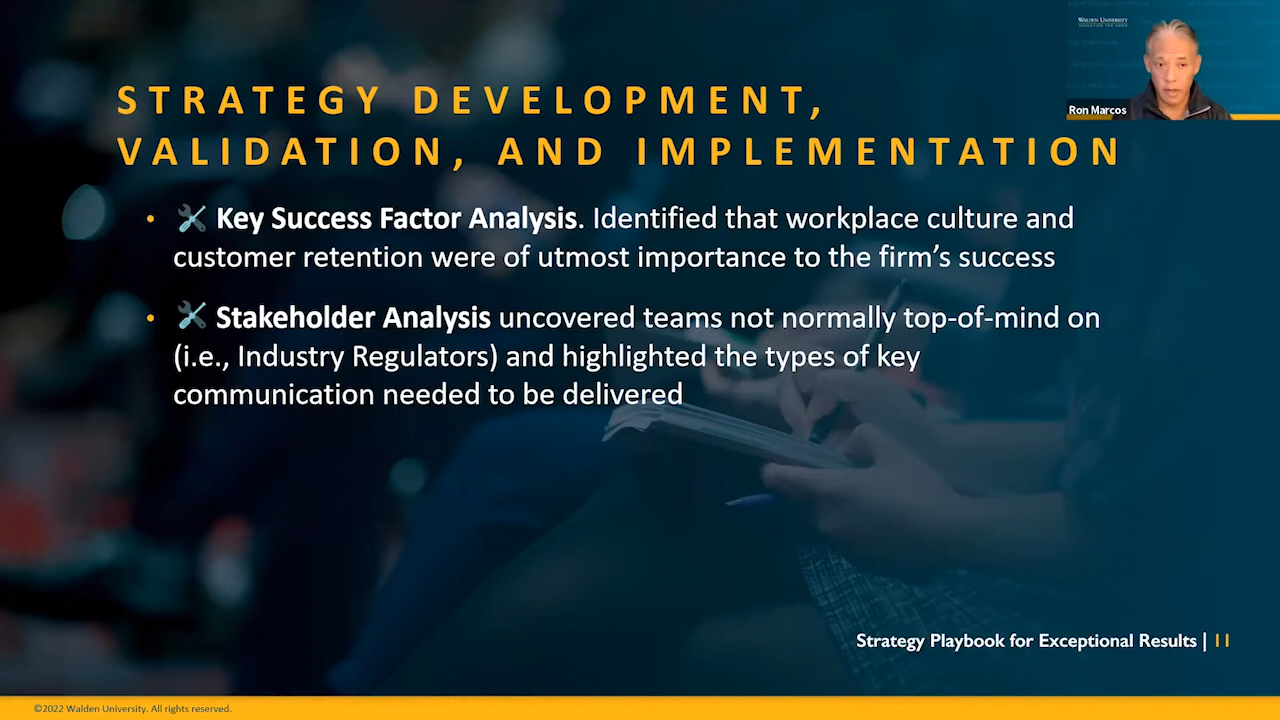 WALDEN UNIVERSITY
Ron Marcos
STRATEGY DEVELOPMENT,
VALIDATION, AND IMPLEMENTATION
• 🛠 Key Success Factor Analysis. Identified that workplace culture and
customer retention were of utmost importance to the firm’s success
• 🛠 Stakeholder Analysis uncovered teams not normally top-of-mind on
(i.e., Industry Regulators) and highlighted the types of key
communication needed to be delivered
Strategy Playbook for Exceptional Results | 11
©2022 Walden University. All rights reserved.